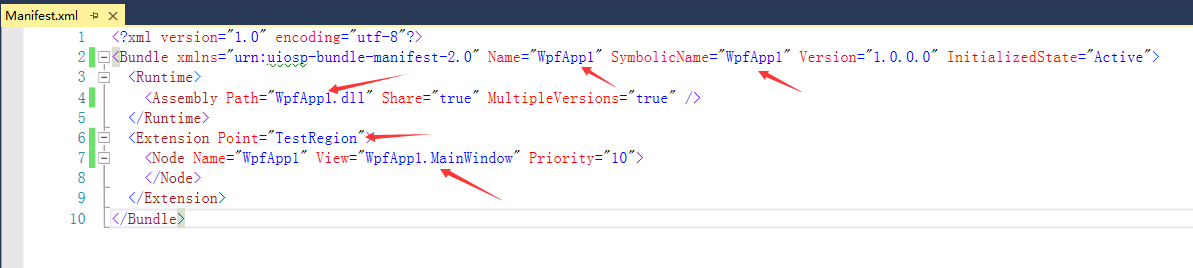 Manifest.xml
1 <?xml version="1.0" encoding="utf-8"?>
2 <Bundle xmlns="urn:uiosp-bundle-manifest-2.0" Name="WpfApp1" SymbolicName="WpfApp1" Version="1.0.0.0" InitializedState="Active">
3 <Runtime>
4 <Assembly Path="WpfApp1.dll" Share="true" MultipleVersions="true" />
5 </Runtime>
6 <Extension Point="TestRegion">
7 <Node Name="WpfApp1" View="WpfApp1.MainWindow" Priority="10">
8 </Node>
9 </Extension>
10 </Bundle>